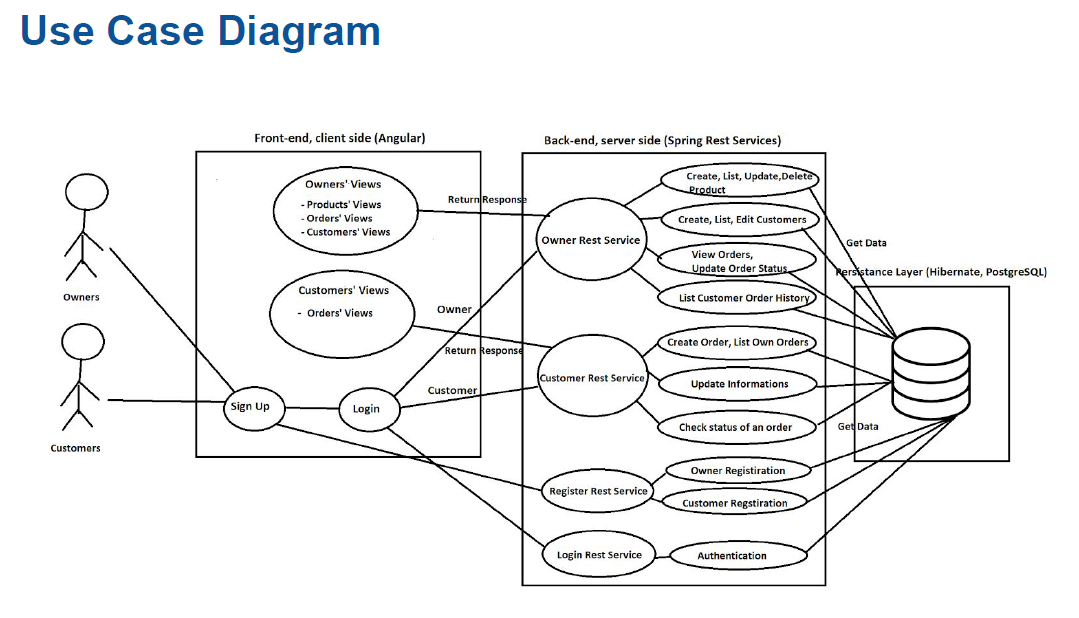 Use Case Diagram
Front-end, client side (Angular)
Back-end, server side (Spring Rest Services)
Owners' Views
- Products' Views
- Orders' Views
- Customers' Views
Return Response
Owner Rest Service
Create, List, Update,Delete
Product
Create, List, Edit Customers
View Orders,
Update Order Status
List Customer Order History
Get Data
Persistance Layer (Hibernate, PostgreSQL)
Owners
Customers' Views
- Orders' Views
Owner
Return Response
Customer
Customer Rest Service
Create Order, List Own Orders
Update Informations
Check status of an order
Get Data
Customers
Sign Up
Login
Register Rest Service
Owner Registiration
Customer Regstiration
Login Rest Service
Authentication